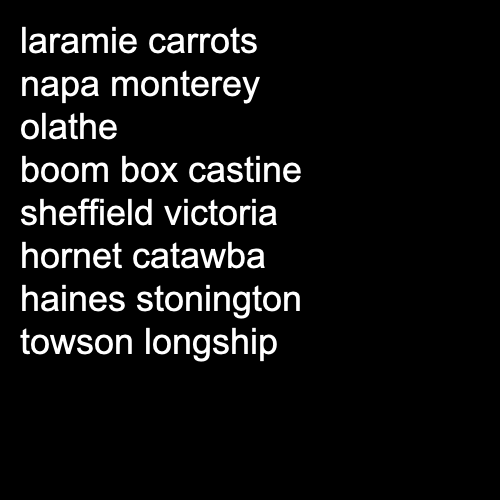 laramie carrots
napa monterey
olathe
boom box castine
sheffield victoria
hornet catawba
haines stonington
towson longship